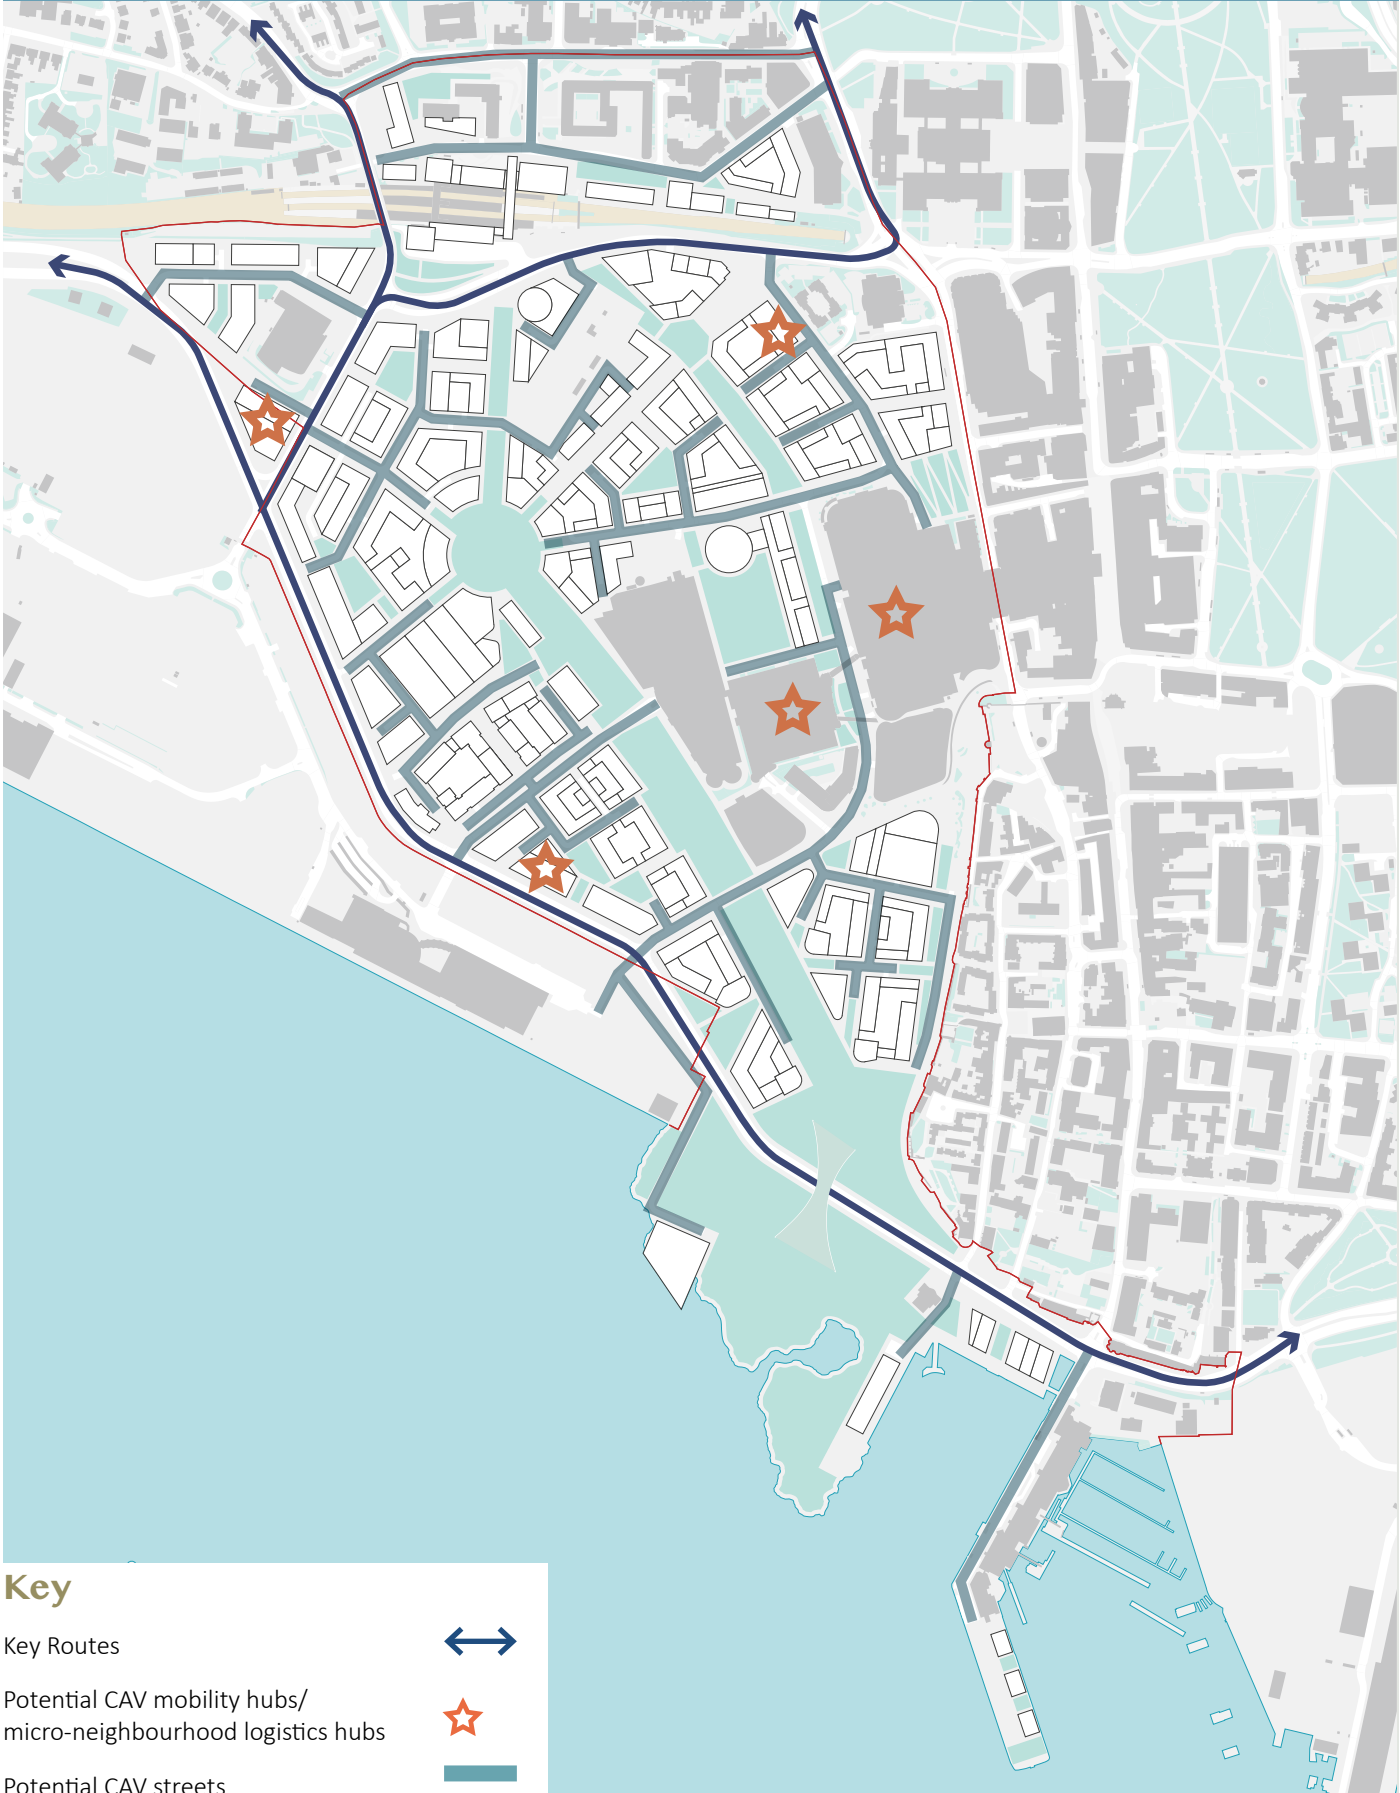 Key
Key Routes
Potential CAV mobility hubs/
micro-neighbourhood logistics hubs
Potential CAV streets